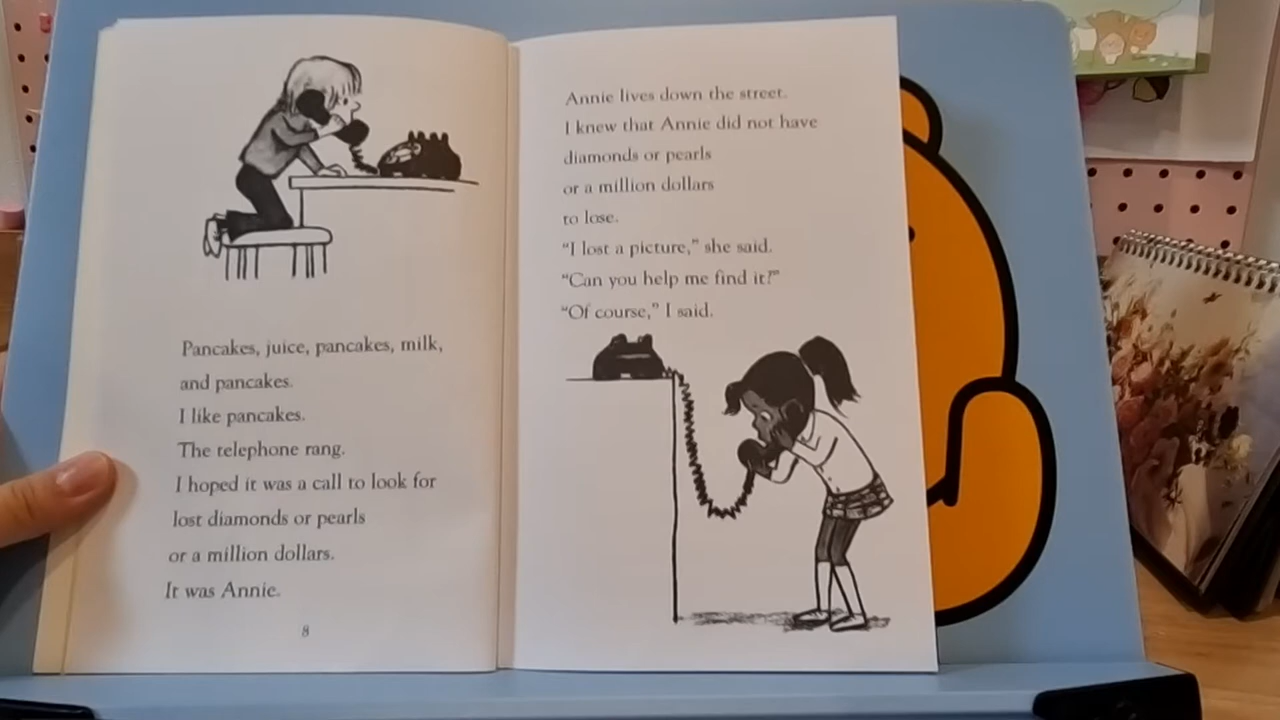 Pancakes, juice, pancakes, milk,
and pancakes.
I like pancakes.
The telephone rang.
I hoped it was a call to look for
lost diamonds or pearls
or a million dollars.
It was Annie.
8
Annie lives down the street.
I knew that Annie did not have
diamonds or pearls
or a million dollars
to lose.
“I lost a picture,” she said.
“Can you help me find it?”
“Of course,” I said.